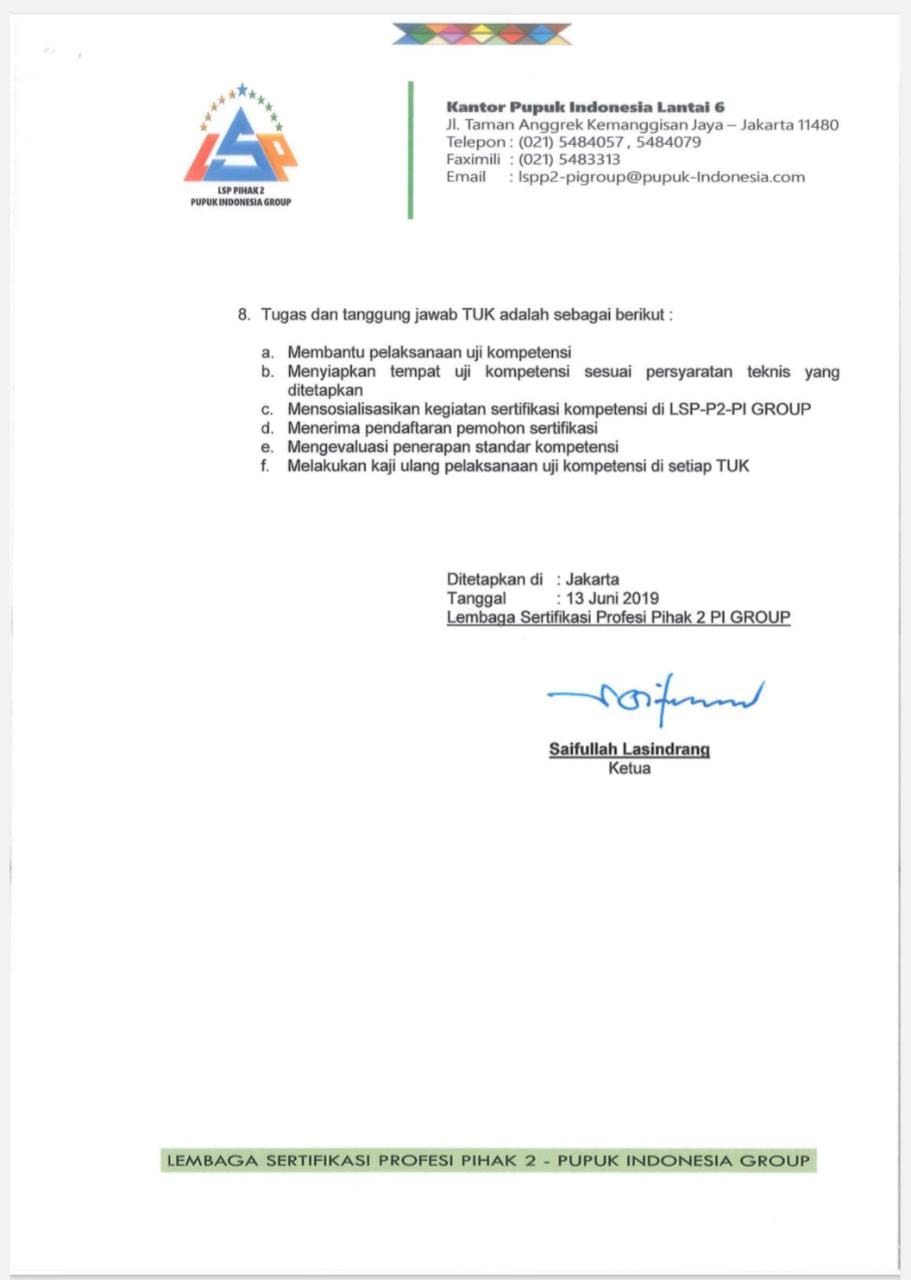 LSP
LSP PIHAK 2
PUPUK INDONESIA GROUP
Kantor Pupuk Indonesia Lantai 6
Jl. Taman Anggrek Kemanggisan Jaya – Jakarta 11480
Telepon : (021) 5484057 , 5484079
Faximili : (021) 5483313
Email : lspp2-pigroup@pupuk-Indonesia.com
8. Tugas dan tanggung jawab TUK adalah sebagai berikut :
a. Membantu pelaksanaan uji kompetensi
b. Menyiapkan tempat uji kompetensi sesuai persyaratan teknis yang
ditetapkan
c. Mensosialisasikan kegiatan sertifikasi kompetensi di LSP-P2-PI GROUP
d. Menerima pendaftaran pemohon sertifikasi
e. Mengevaluasi penerapan standar kompetensi
f. Melakukan kaji ulang pelaksanaan uji kompetensi di setiap TUK
Ditetapkan di : Jakarta
Tanggal : 13 Juni 2019
Lembaga Sertifikasi Profesi Pihak 2 PI GROUP
Saifullah Lasindrang
Ketua
LEMBAGA SERTIFIKASI PROFESI PIHAK 2 - PUPUK INDONESIA GROUP